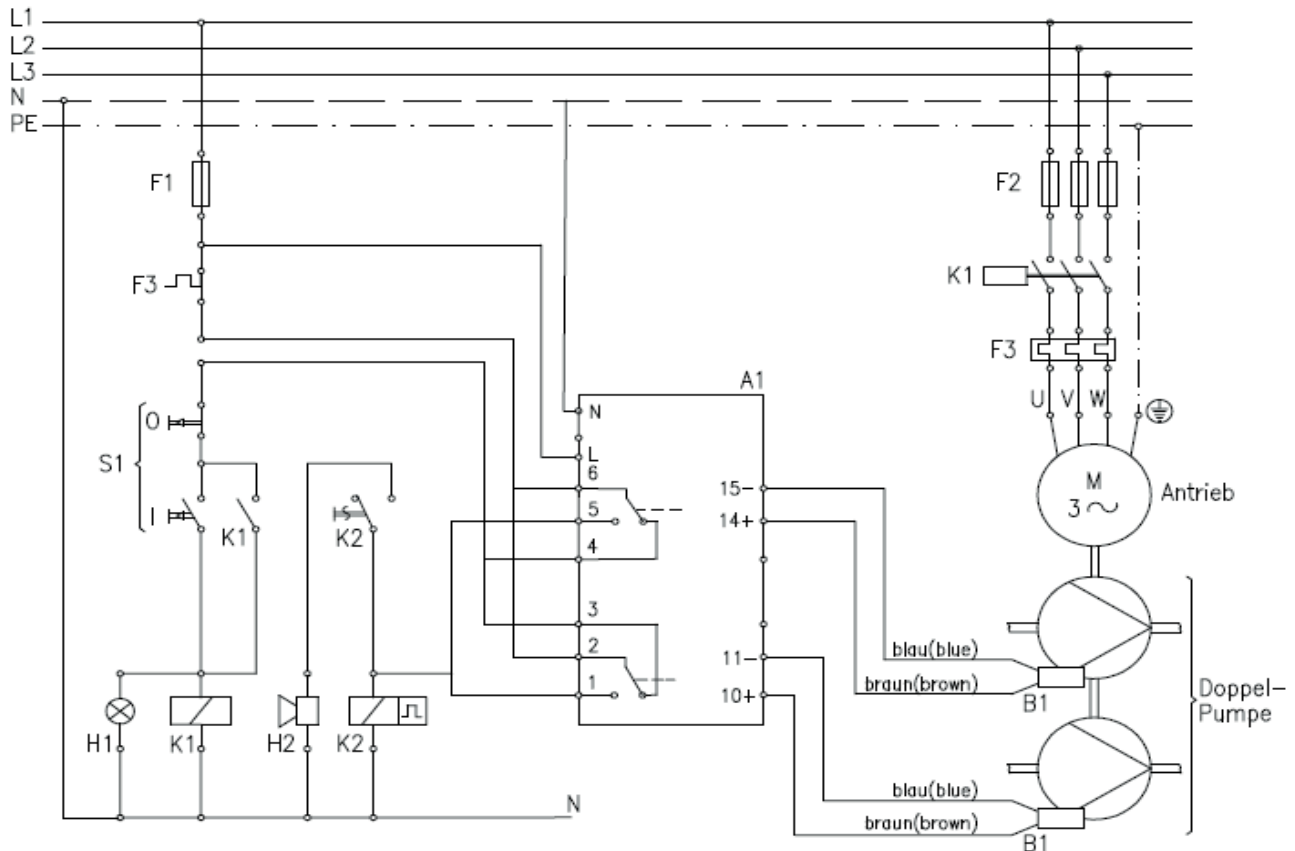 L1
L2
L3
N
PE
F1
F2
F3
K1
F3
A1
U V W
N
L
O
S1
I
K1
K2
6
5
4
3
2
1
15-
14+
11-
10+
M
3~
Antrieb
blau(blue)
braun(brown)
B1
Doppel-
Pumpe
H1
K1
H2
K2
N
blau(blue)
braun(brown)
B1